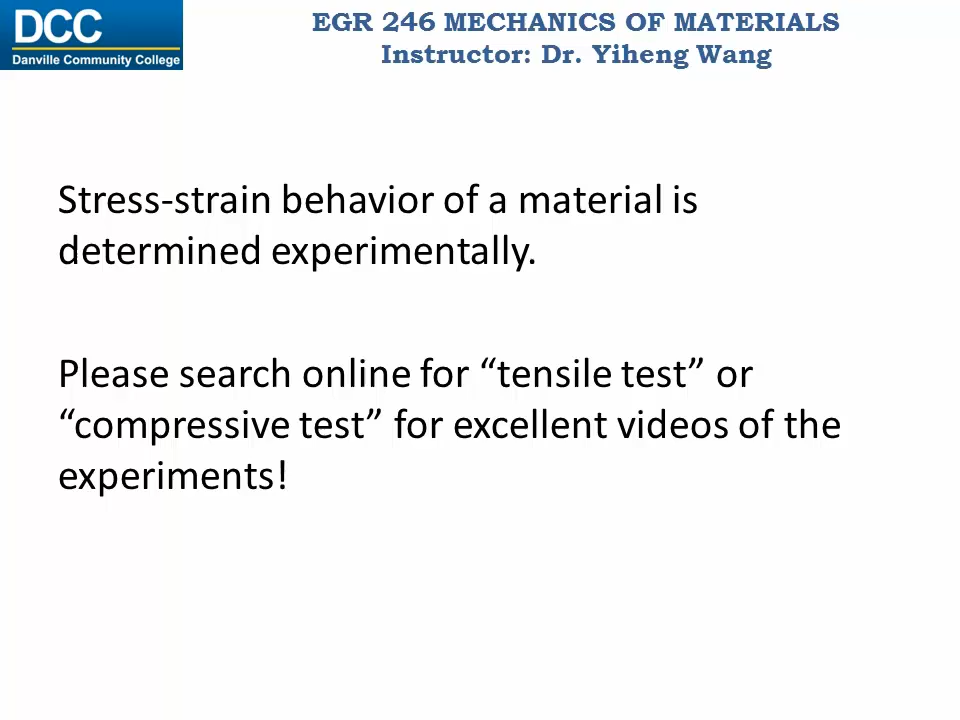 DCC
Danville Community College
EGR 246 MECHANICS OF MATERIALS
Instructor: Dr. Yiheng Wang
Stress-strain behavior of a material is
determined experimentally.
Please search online for “tensile test” or
“compressive test” for excellent videos of the
experiments!